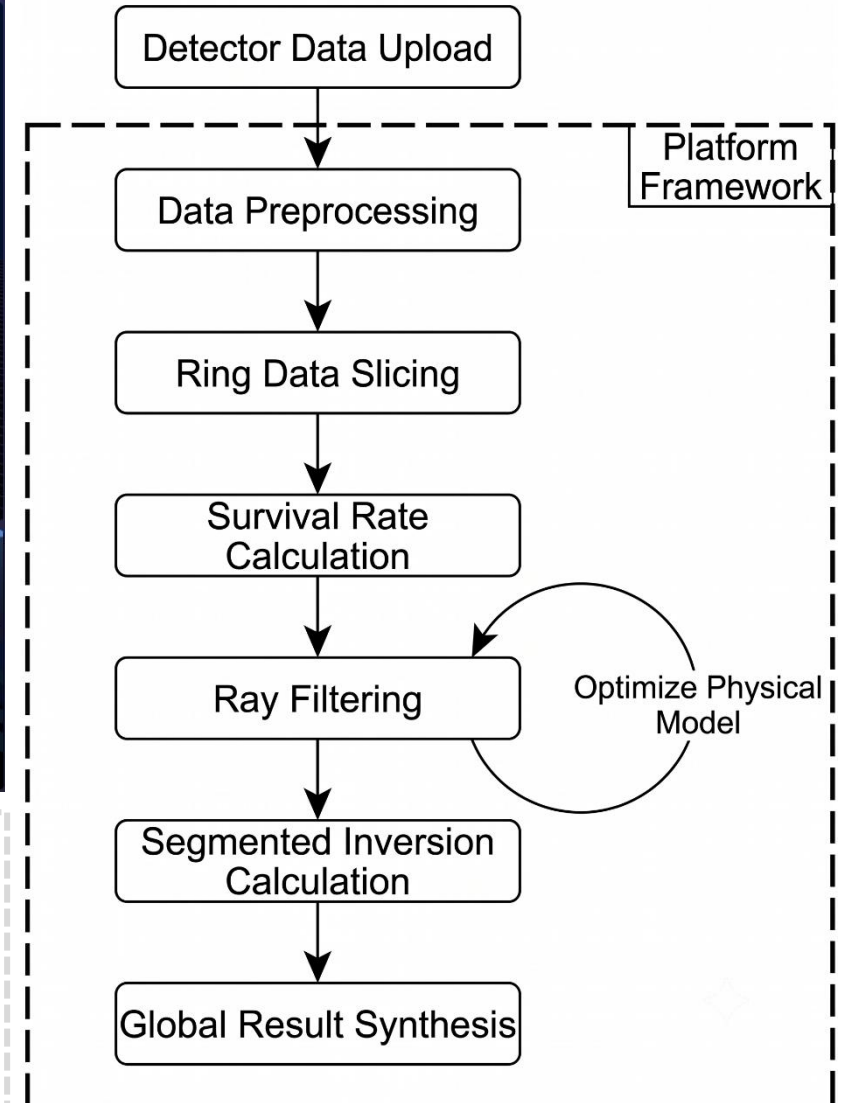 Detector Data Upload
Platform
Framework
Data Preprocessing
Ring Data Slicing
Survival Rate
Calculation
Ray Filtering
Optimize Physical
Model
Segmented Inversion
Calculation
Global Result Synthesis